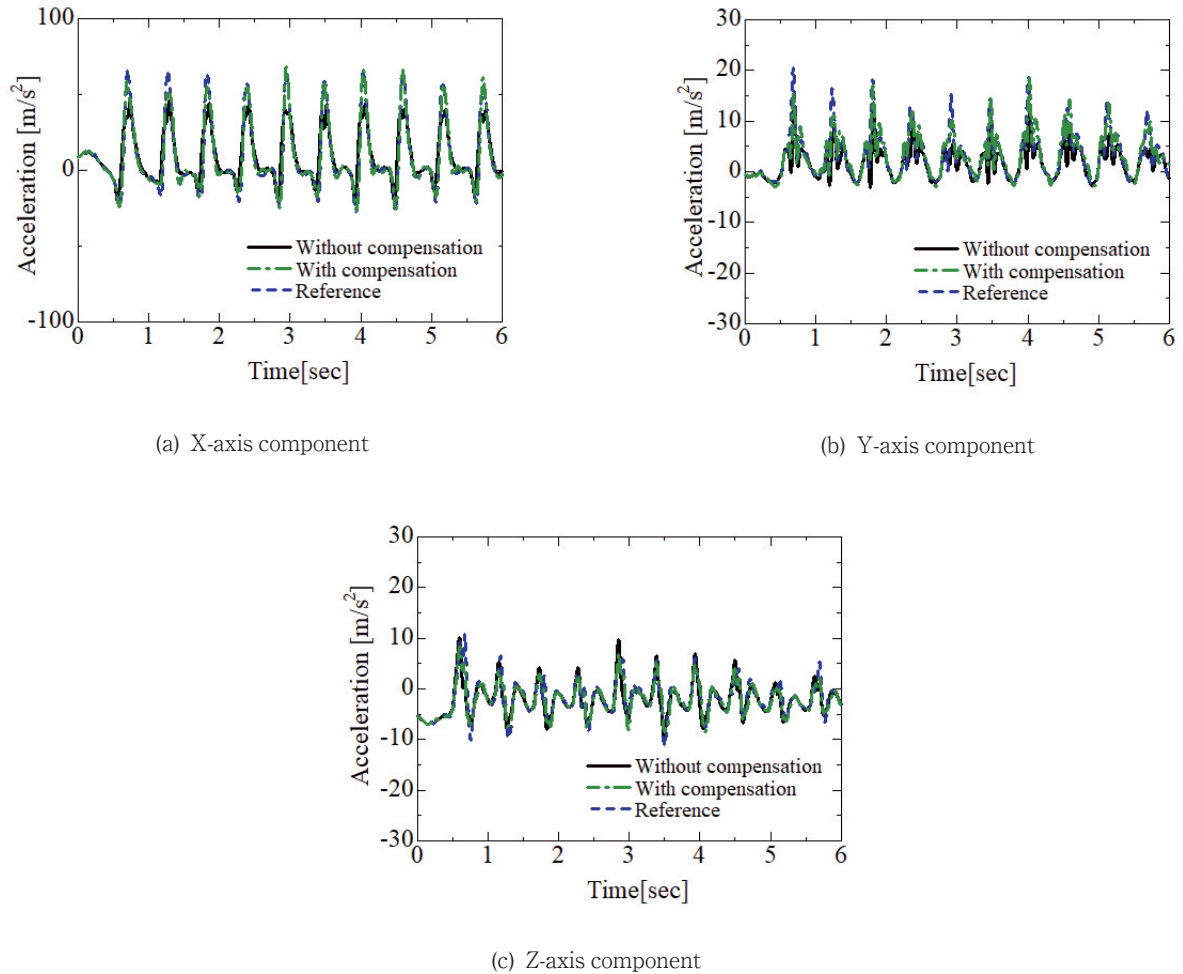 100
0
-100
Acceleration [m/s²]
Without compensation
With compensation
Reference
0 1 2 3 4 5 6
Time[sec]
(a) X-axis component
30
20
10
0
-10
-20
-30
Acceleration [m/s²]
Without compensation
With compensation
Reference
0 1 2 3 4 5 6
Time[sec]
(b) Y-axis component
30
20
10
0
-10
-20
-30
Acceleration [m/s²]
Without compensation
With compensation
Reference
0 1 2 3 4 5 6
Time[sec]
(c) Z-axis component